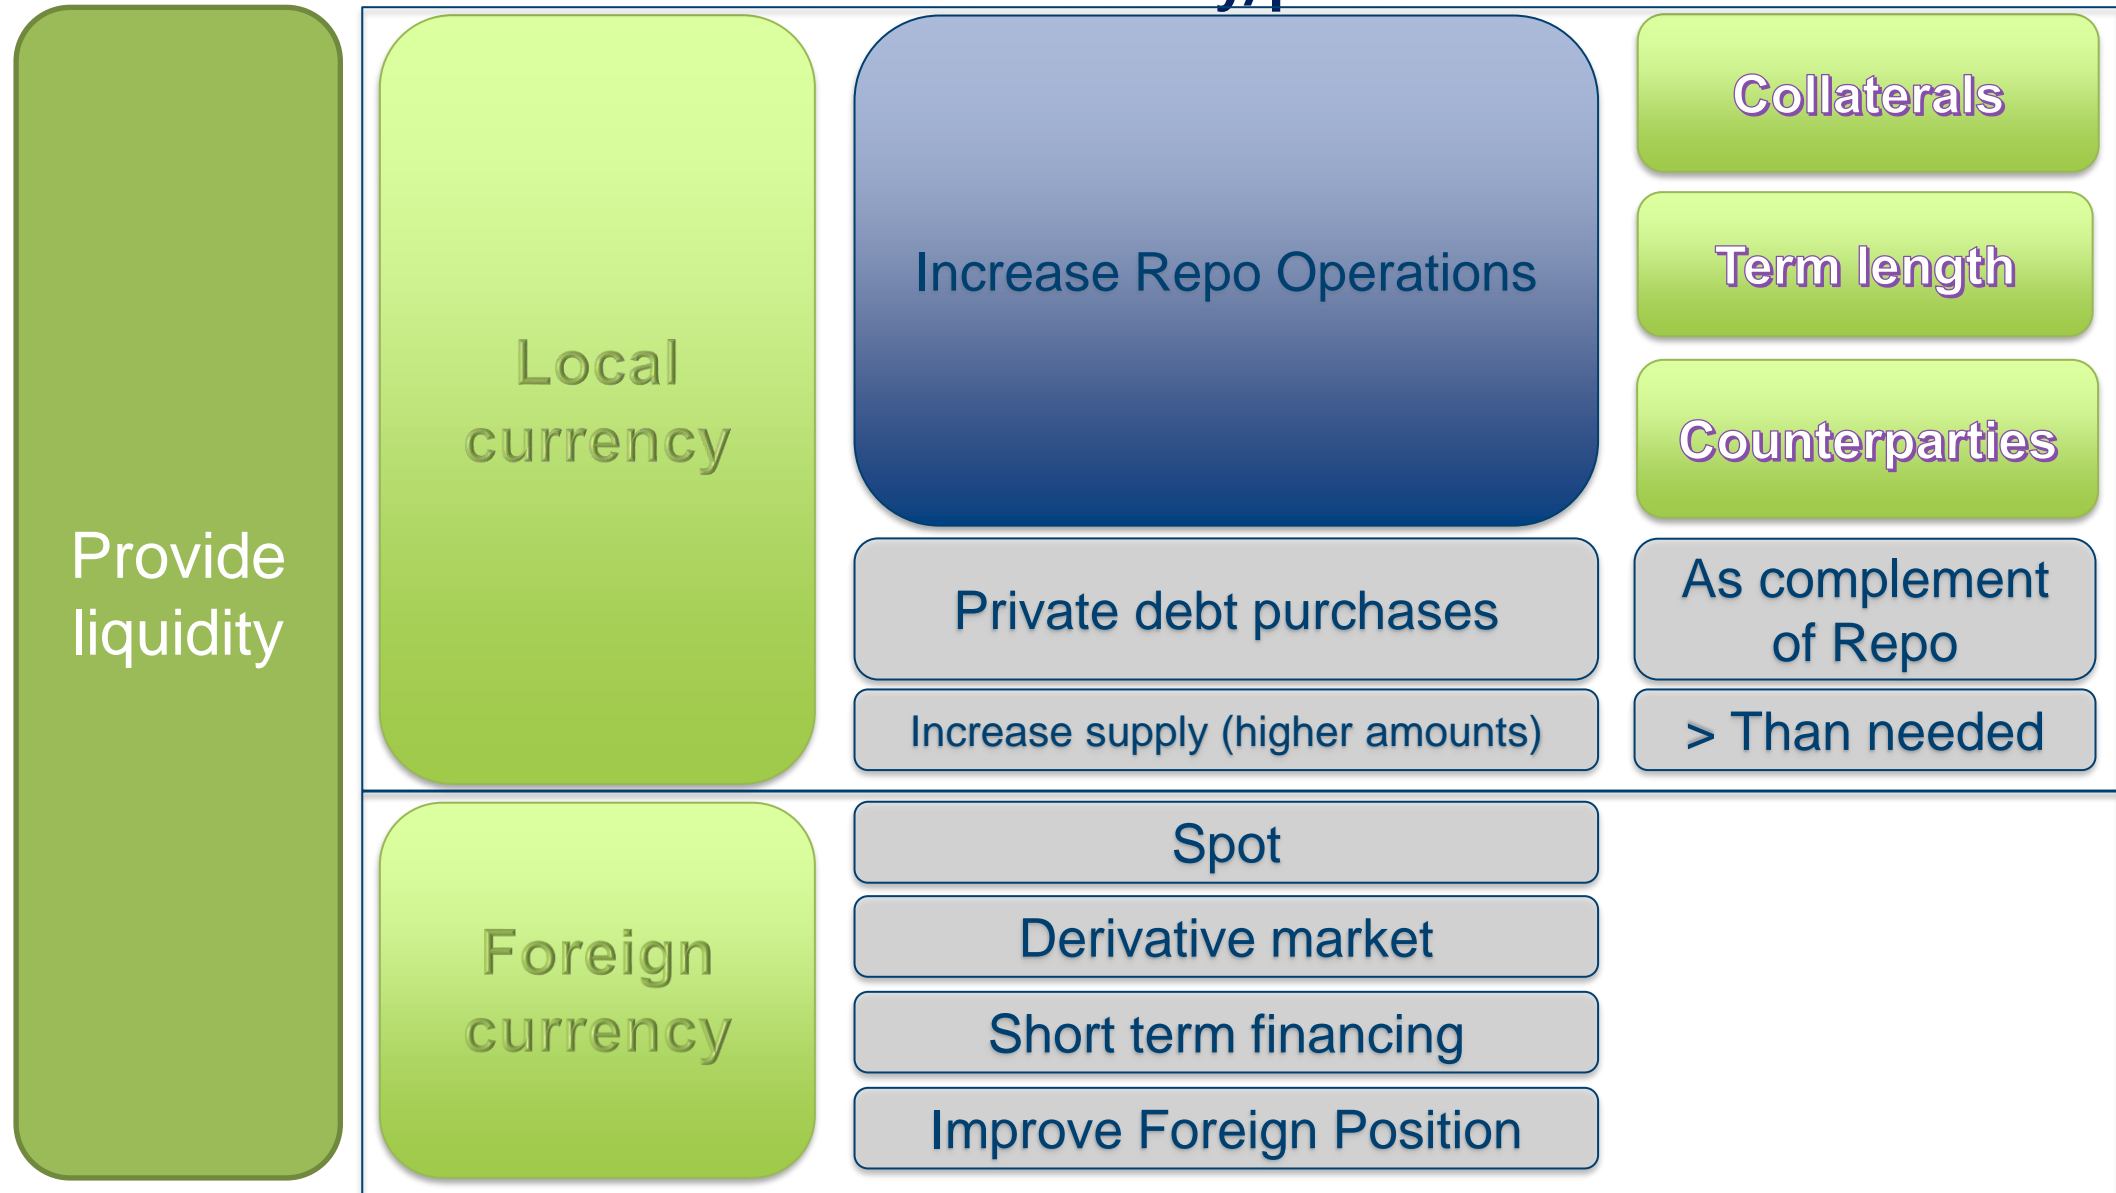 Provide
liquidity
Local
currency
Increase Repo Operations
Collaterals
Term length
Counterparties
Private debt purchases
As complement
of Repo
Increase supply (higher amounts)
> Than needed
Foreign
currency
Spot
Derivative market
Short term financing
Improve Foreign Position